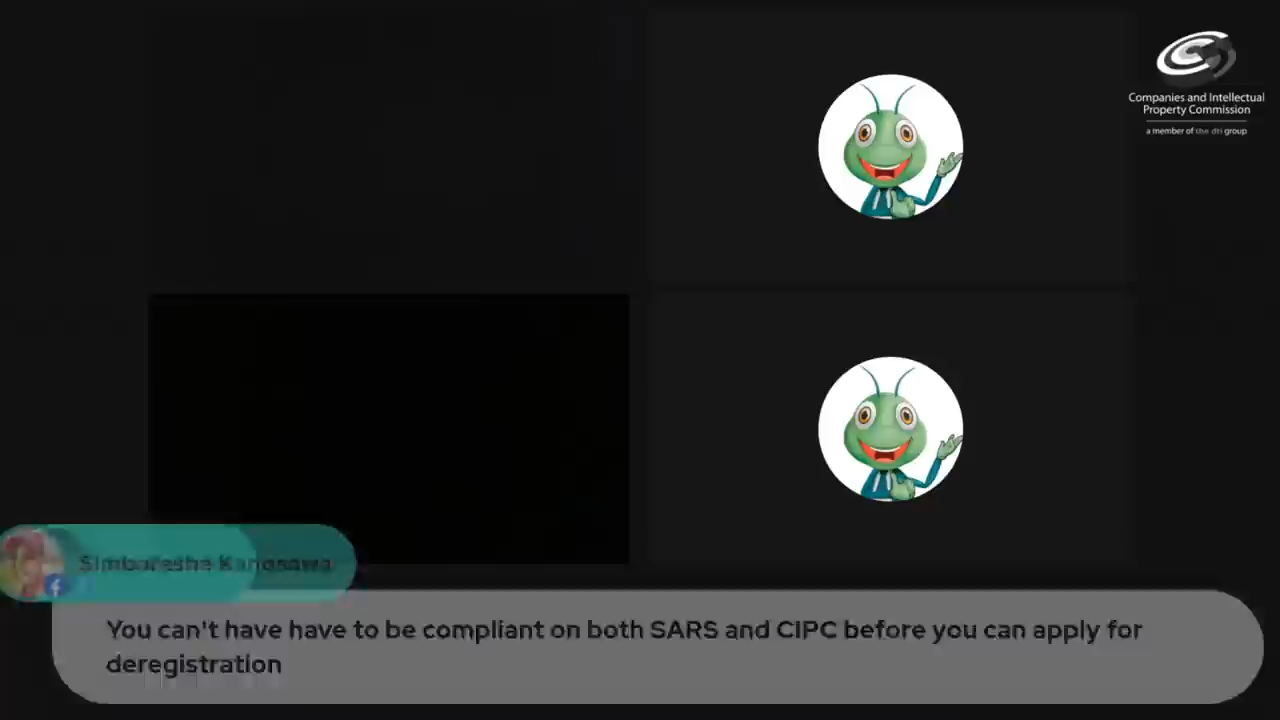 Companies and Intellectual
Property Commission
a member of the dti group
You can't have have to be compliant on both SARS and CIPC before you can apply for
deregistration